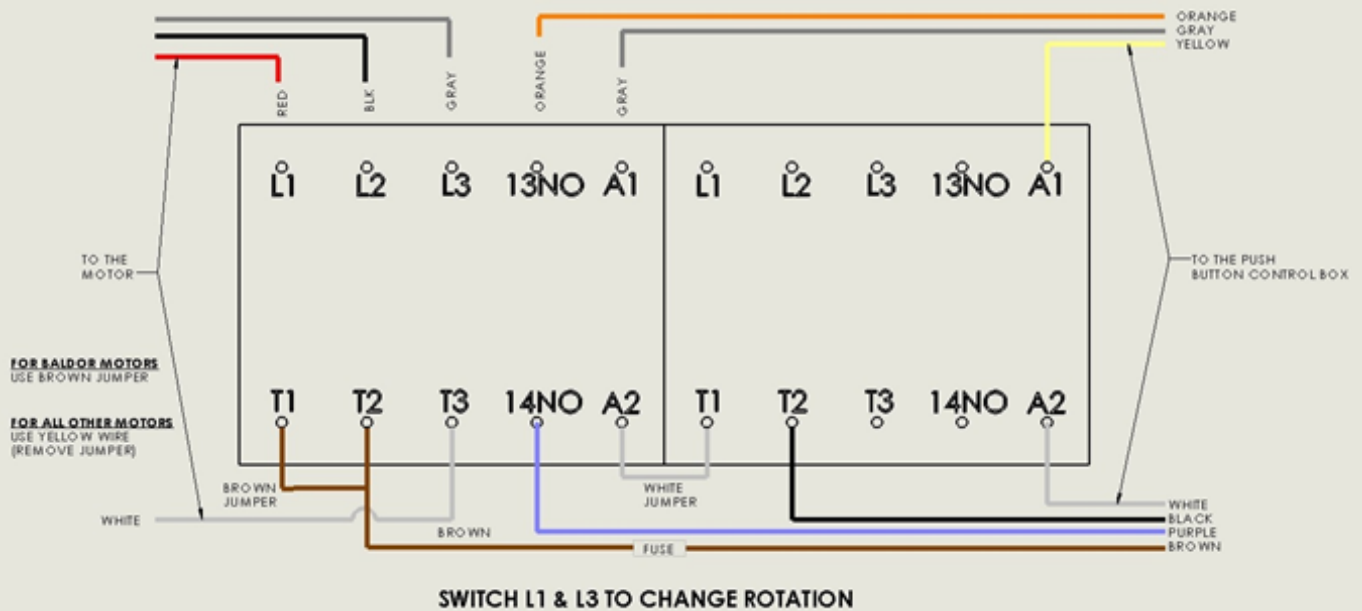 ORANGE
GRAY
YELLOW
RED
BLK
GRAY
ORANGE
GRAY
L1 L2 L3 13NO A1 L1 L2 L3 13NO A1
TO THE
MOTOR
TO THE PUSH
BUTTON CONTROL BOX
FOR BALDOR MOTORS
USE BROWN JUMPER
FOR ALL OTHER MOTORS
USE YELLOW WIRE
(REMOVE JUMPER)
T1 T2 T3 14NO A2 T1 T2 T3 14NO A2
BROWN
JUMPER
WHITE
JUMPER
WHITE
BROWN
FUSE
WHITE
BLACK
PURPLE
BROWN
SWITCH L1 & L3 TO CHANGE ROTATION